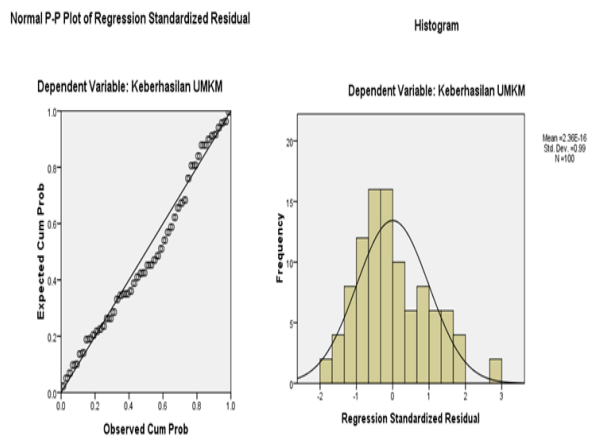 Normal P-P Plot of Regression Standardized Residual
Dependent Variable: Keberhasilan UMKM
Expected Cum Prob
1.0
0.8
0.6
0.4
0.2
0.0
0.0 0.2 0.4 0.6 0.8 1.0
Observed Cum Prob
Histogram
Dependent Variable: Keberhasilan UMKM
Frequency
20
15
10
5
0
-2 -1 0 1 2 3
Regression Standardized Residual
Mean =2.36E-16
Std. Dev. =0.99
N =100